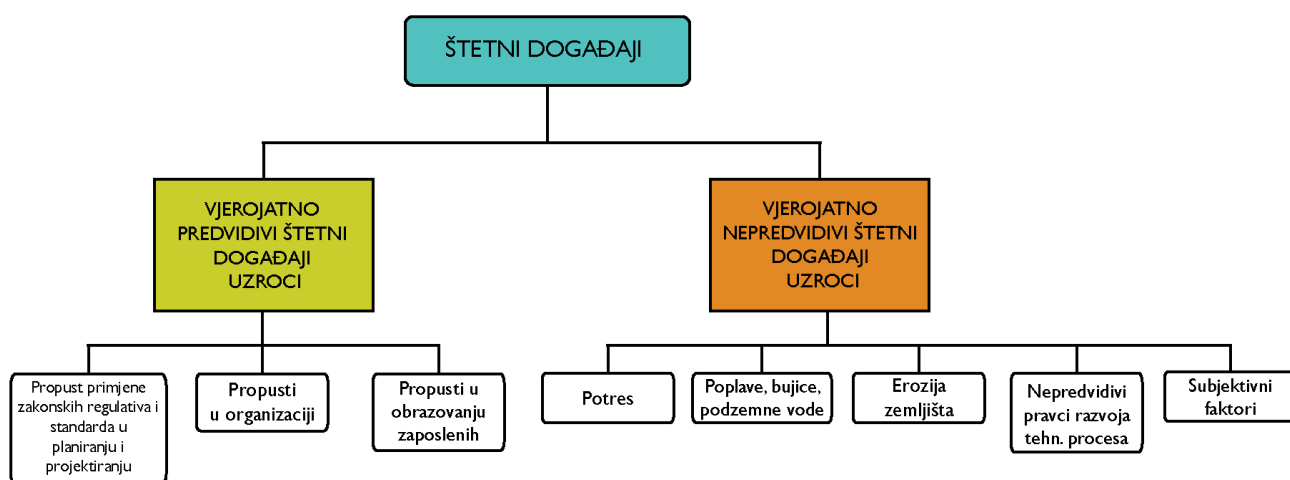 ŠTETNI DOGAĐAJI
VJEROJATNO
PREDVIDIVI ŠTETNI
DOGAĐAJI
UZROCI
VJEROJATNO
NEPREDVIDIVI ŠTETNI
DOGAĐAJI
UZROCI
Propust primjene
zakonskih regulativa i
standarda u
planiranju i
projektiranju
Propusti
u organizaciji
Propusti u
obrazovanju
zaposlenih
Potres
Poplave, bujice,
podzemne vode
Erozija
zemljišta
Nepredvidivi
pravci razvoja
tehn. procesa
Subjektivni
faktori